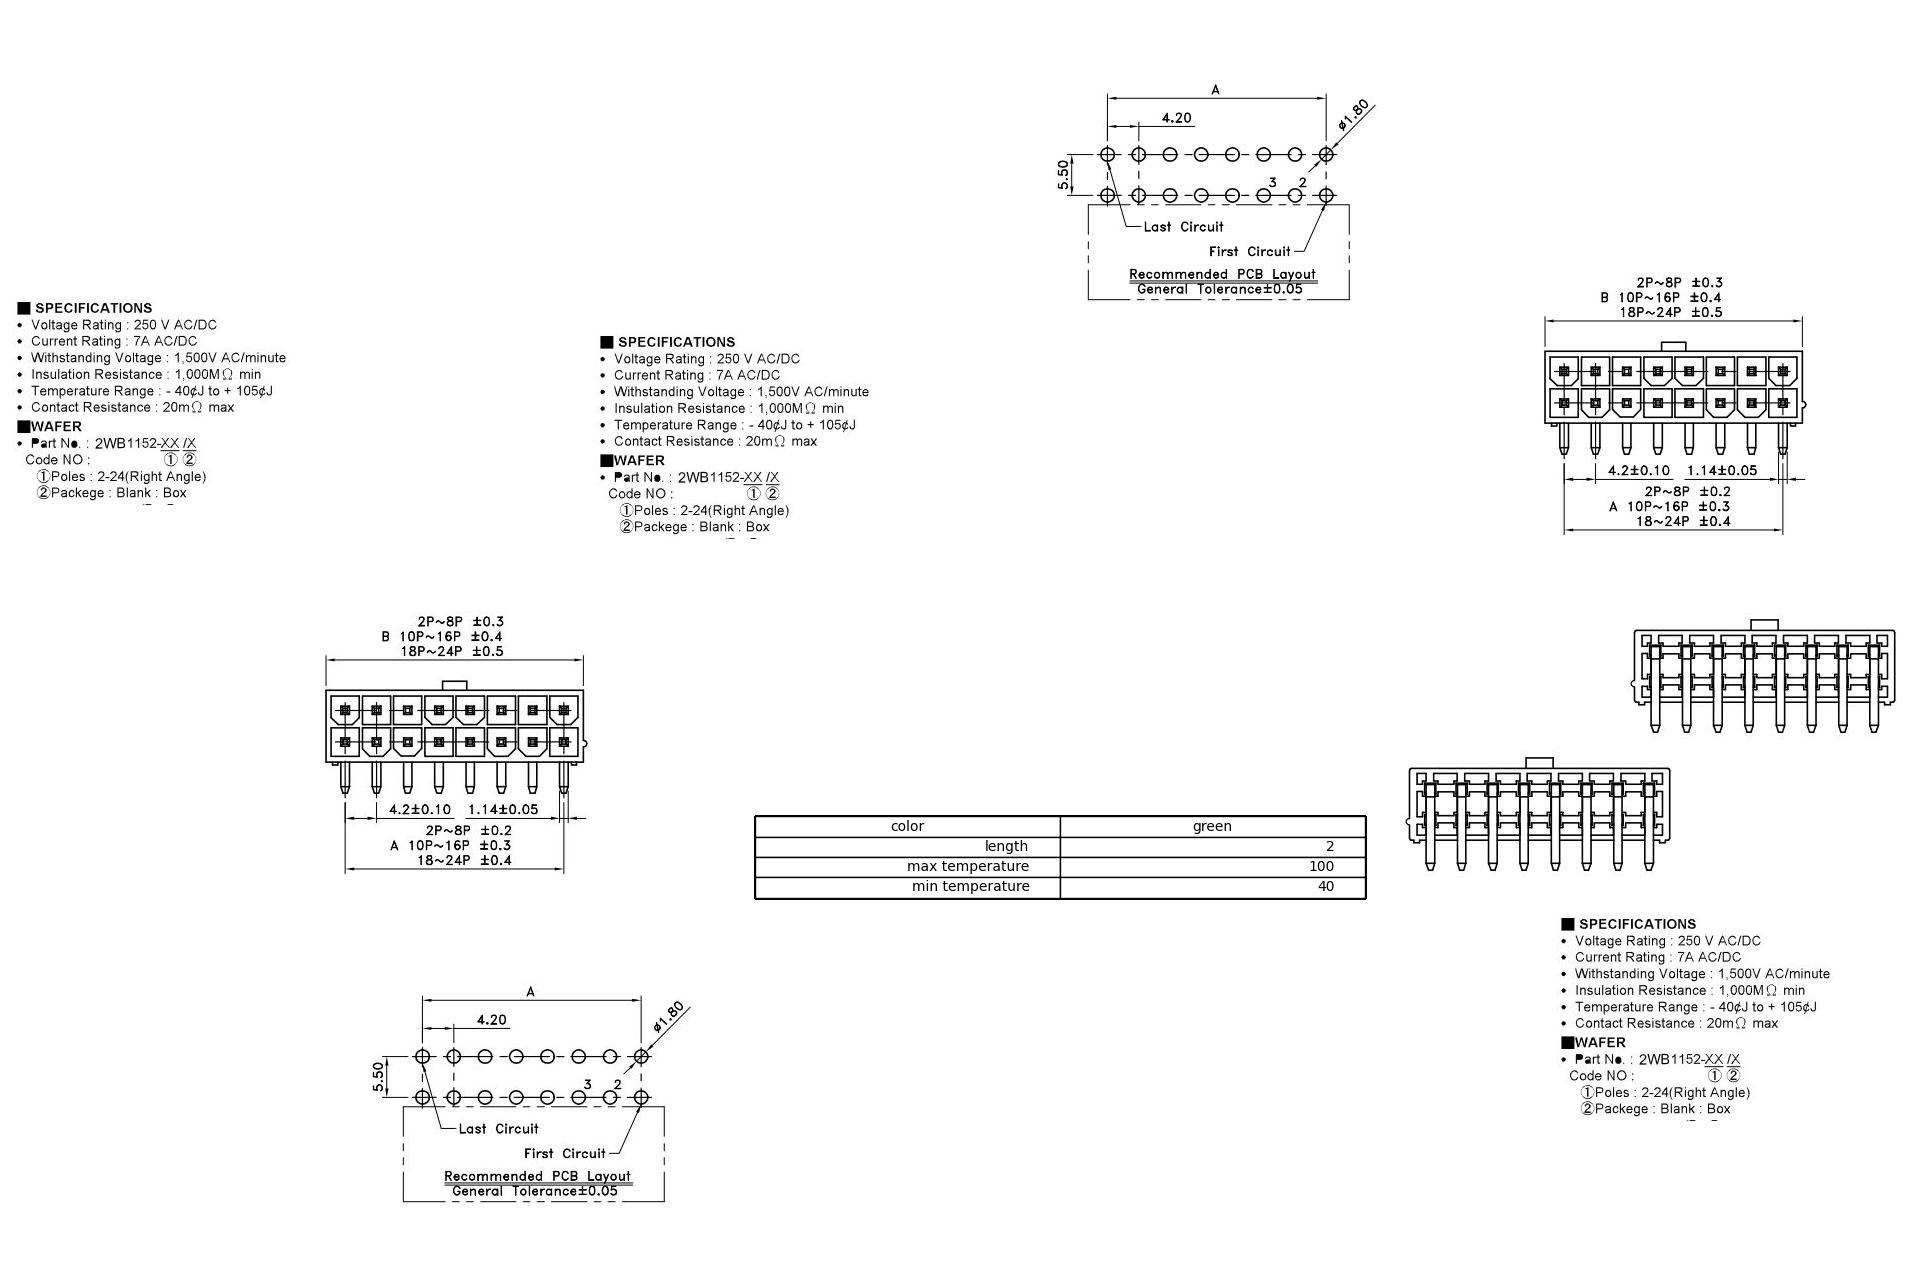 A
4.20
ø1.80
5.50
3 2
Last Circuit
First Circuit
Recommended PCB Layout
General Tolerance±0.05
2P~8P ±0.3
B 10P~16P ±0.4
18P~24P ±0.5
4.2±0.10 1.14±0.05
2P~8P ±0.2
A 10P~16P ±0.3
18~24P ±0.4
■ SPECIFICATIONS
• Voltage Rating : 250 V AC/DC
• Current Rating : 7A AC/DC
• Withstanding Voltage : 1,500V AC/minute
• Insulation Resistance : 1,000MΩ min
• Temperature Range : - 40¢J to + 105¢J
• Contact Resistance : 20mΩ max
■WAFER
• Part No. : 2WB1152-XX /X
Code NO : ① ②
①Poles : 2-24(Right Angle)
②Packege : Blank : Box
■ SPECIFICATIONS
• Voltage Rating : 250 V AC/DC
• Current Rating : 7A AC/DC
• Withstanding Voltage : 1,500V AC/minute
• Insulation Resistance : 1,000MΩ min
• Temperature Range : - 40¢J to + 105¢J
• Contact Resistance : 20mΩ max
■WAFER
• Part No. : 2WB1152-XX /X
Code NO : ① ②
①Poles : 2-24(Right Angle)
②Packege : Blank : Box
2P~8P ±0.3
B 10P~16P ±0.4
18P~24P ±0.5
4.2±0.10 1.14±0.05
2P~8P ±0.2
A 10P~16P ±0.3
18~24P ±0.4
color green
length 2
max temperature 100
min temperature 40
■ SPECIFICATIONS
• Voltage Rating : 250 V AC/DC
• Current Rating : 7A AC/DC
• Withstanding Voltage : 1,500V AC/minute
• Insulation Resistance : 1,000MΩ min
• Temperature Range : - 40¢J to + 105¢J
• Contact Resistance : 20mΩ max
■WAFER
• Part No. : 2WB1152-XX /X
Code NO : ① ②
①Poles : 2-24(Right Angle)
②Packege : Blank : Box
A
4.20
ø1.80
5.50
3 2
Last Circuit
First Circuit
Recommended PCB Layout
General Tolerance±0.05